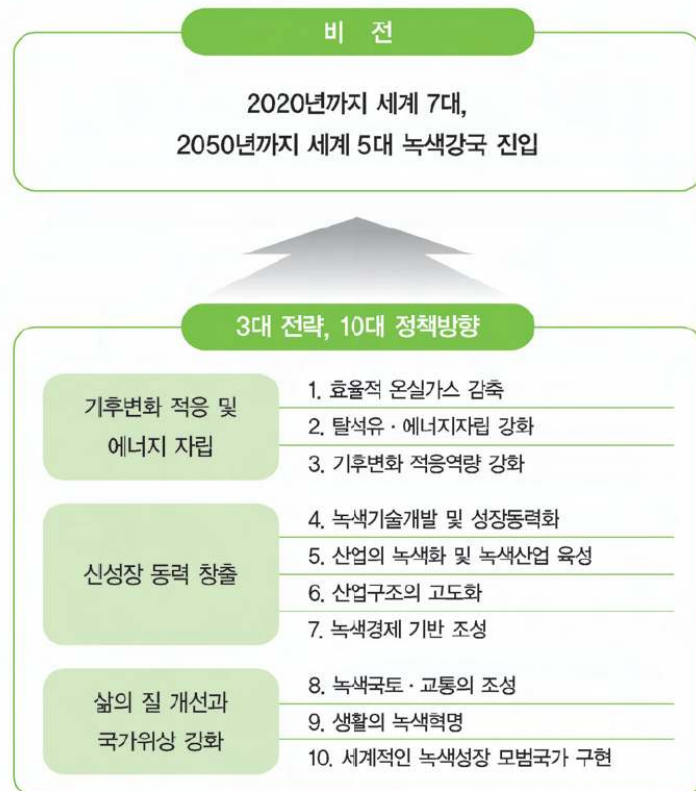 비 전
2020년까지 세계 7대,
2050년까지 세계 5대 녹색강국 진입
3대 전략, 10대 정책방향
기후변화 적응 및
에너지 자립
1. 효율적 온실가스 감축
2. 탈석유 · 에너지자립 강화
3. 기후변화 적응역량 강화
신성장 동력 창출
4. 녹색기술개발 및 성장동력화
5. 산업의 녹색화 및 녹색산업 육성
6. 산업구조의 고도화
7. 녹색경제 기반 조성
삶의 질 개선과
국가위상 강화
8. 녹색국토 · 교통의 조성
9. 생활의 녹색혁명
10. 세계적인 녹색성장 모범국가 구현